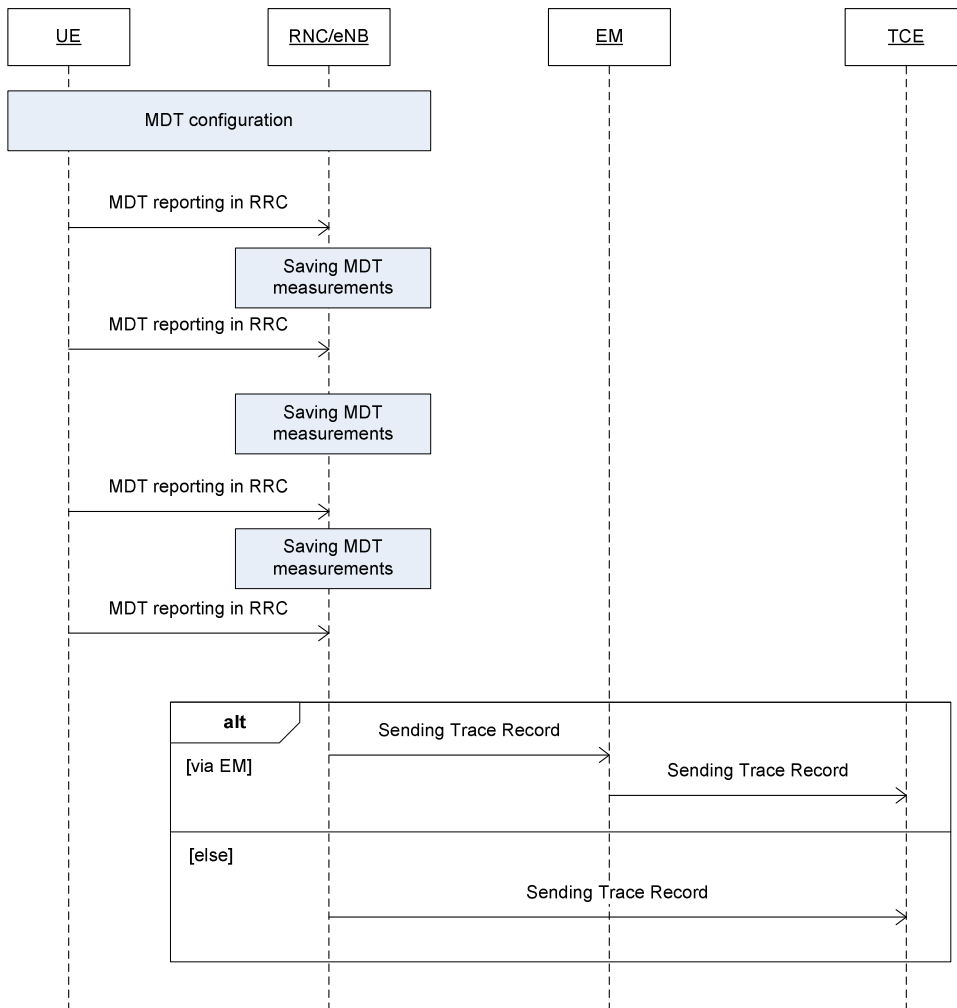 UE
RNC/eNB
EM
TCE
MDT configuration
MDT reporting in RRC
Saving MDT
measurements
MDT reporting in RRC
Saving MDT
measurements
MDT reporting in RRC
Saving MDT
measurements
MDT reporting in RRC
alt
Sending Trace Record
[via EM]
Sending Trace Record
[else]
Sending Trace Record